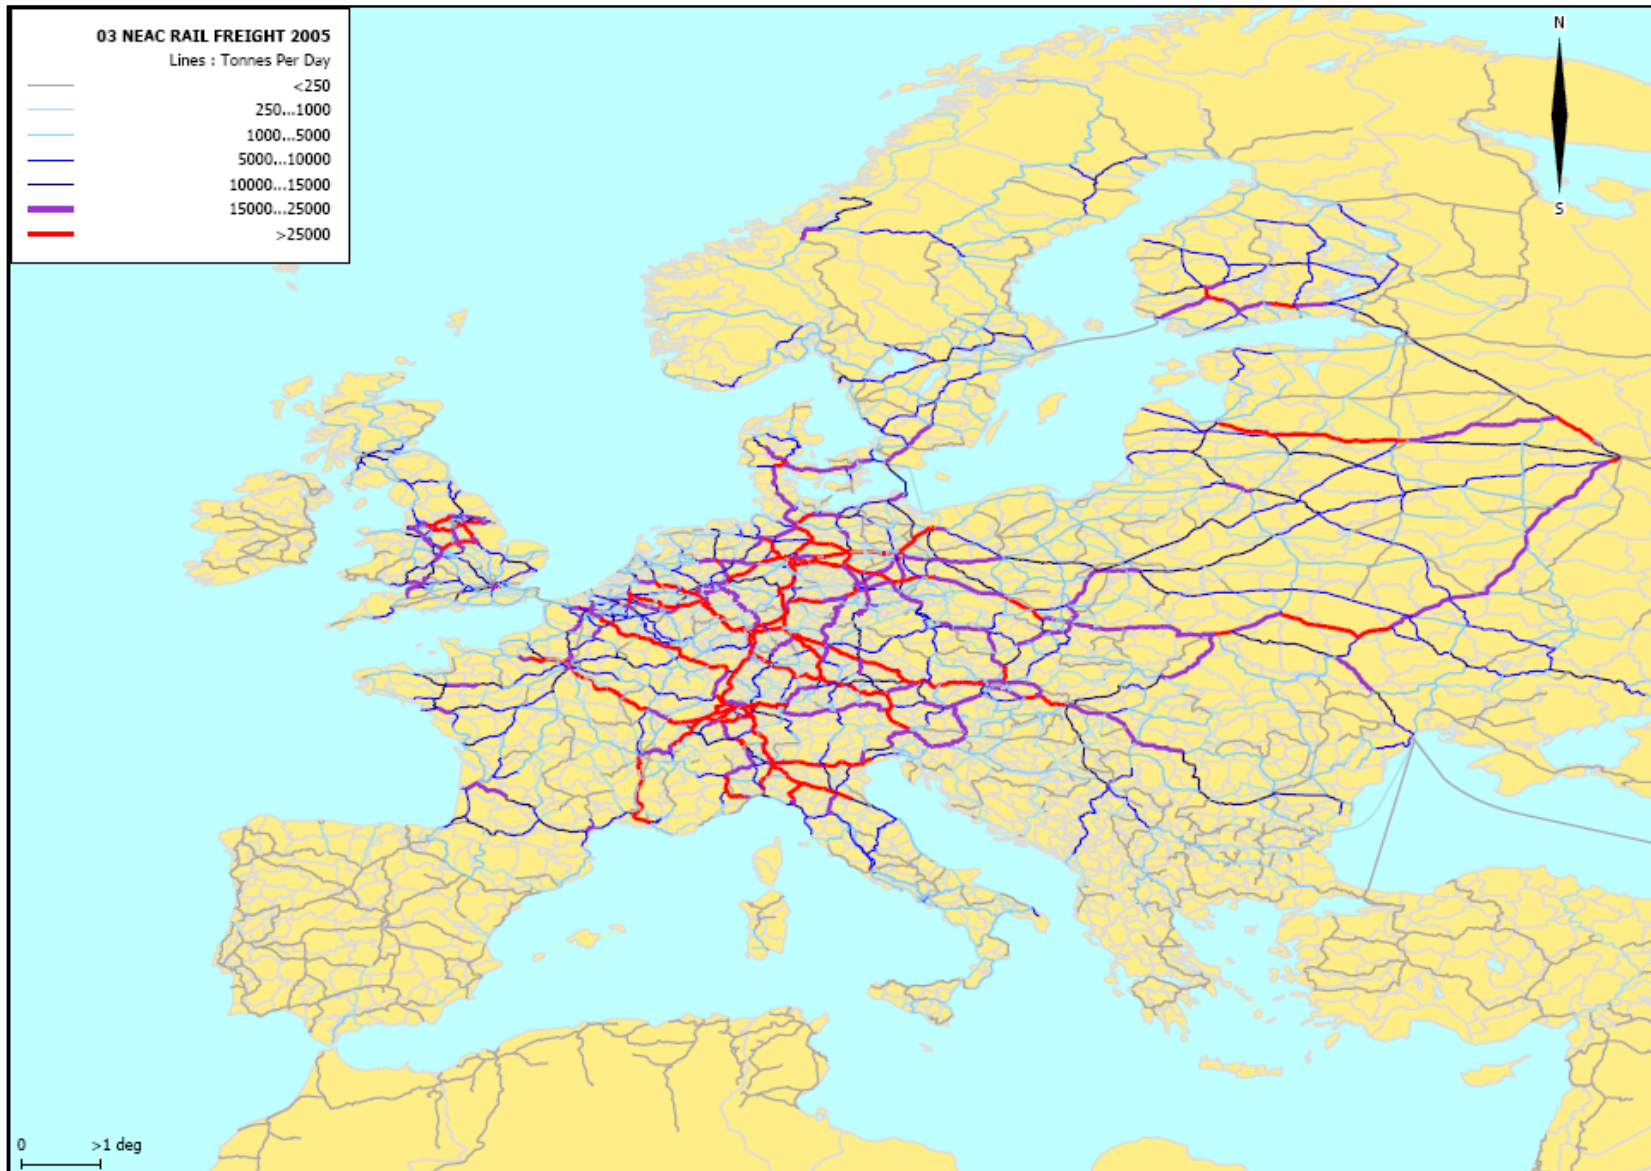 03 NEAC RAIL FREIGHT 2005
Lines : Tonnes Per Day
<250
250...1000
1000...5000
5000...10000
10000...15000
15000...25000
>25000
N
S
0 >1 deg